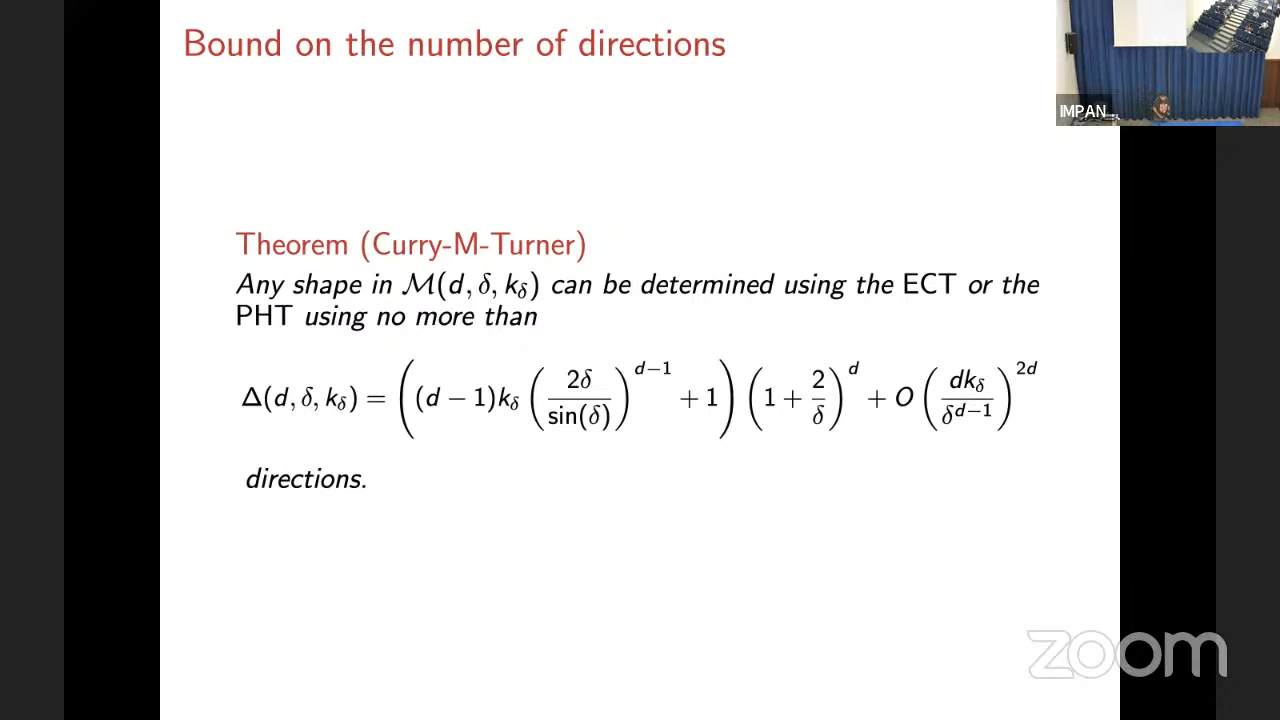 Bound on the number of directions
IMPAN
Theorem (Curry-M-Turner)
Any shape in ℳ(d, δ, k_δ) can be determined using the ECT or the
PHT using no more than
Δ(d, δ, k_δ) = ((d − 1)k_δ (2δ / sin(δ))^{d−1} + 1) (1 + 2/δ)^d + O (dk_δ / δ^{d−1})^{2d}
directions.
zoom